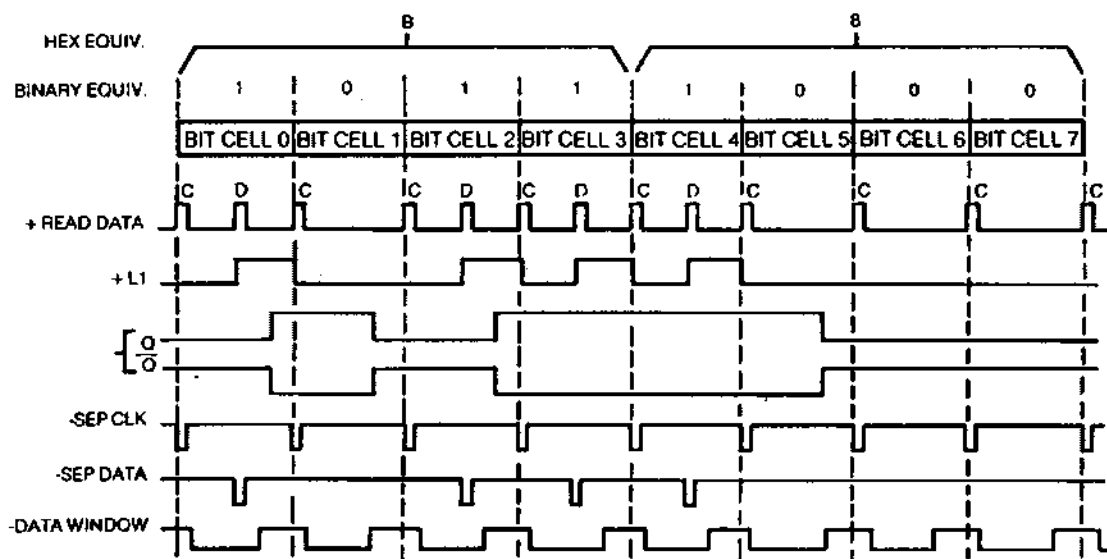 B 8
HEX EQUIV.
BINARY EQUIV. 1 0 1 1 1 0 0 0
BIT CELL 0 BIT CELL 1 BIT CELL 2 BIT CELL 3 BIT CELL 4 BIT CELL 5 BIT CELL 6 BIT CELL 7
C D C C D C D C D C C C C
+ READ DATA
+ L1
Q
Q̅
-SEP CLK
-SEP DATA
-DATA WINDOW